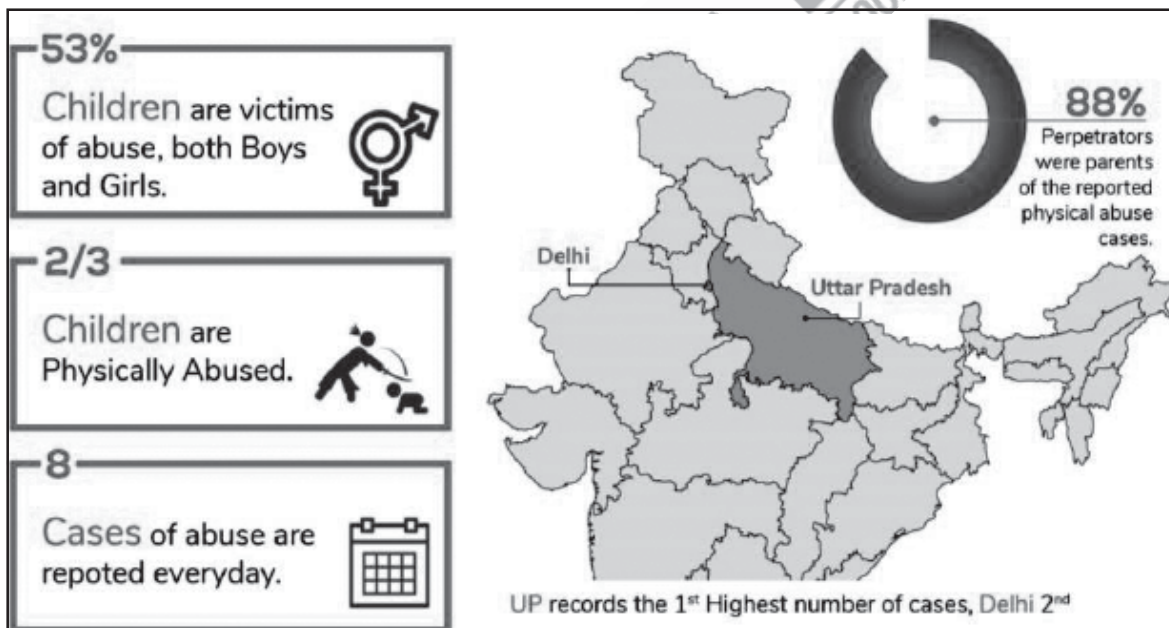 53%
Children are victims
of abuse, both Boys
and Girls.
2/3
Children are
Physically Abused.
8
Cases of abuse are
repoted everyday.
88%
Perpetrators
were parents
of the reported
physical abuse
cases.
Delhi
Uttar Pradesh
UP records the 1st Highest number of cases, Delhi 2nd